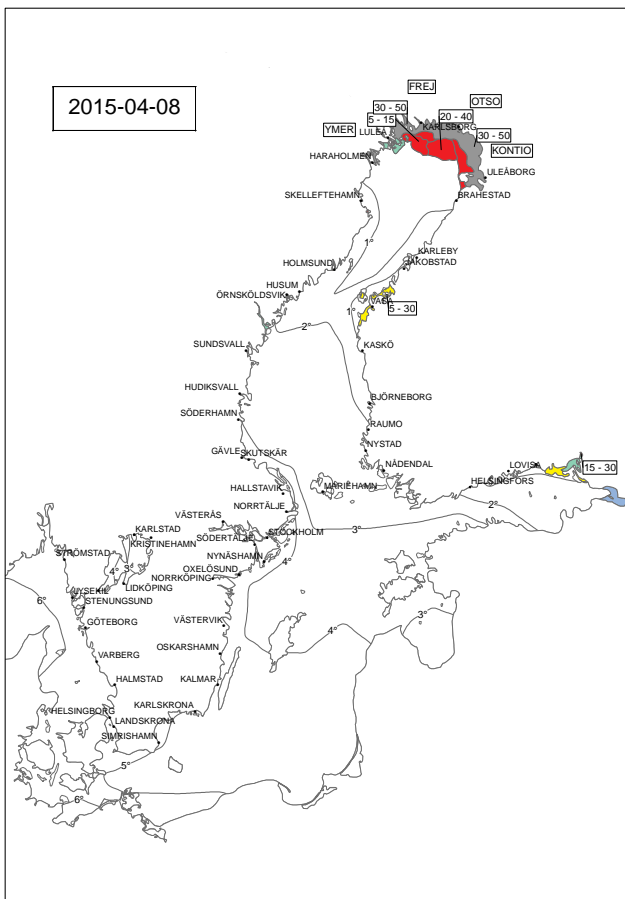 2015-04-08
FREJ
30 - 50
20 - 40
OTSO
5 - 15
KARLSBORG
YMER
LULEÅ
30 - 50
KONTIO
HARAHOLMEN
ULEÅBORG
SKELLEFTEHAMN
BRAHESTAD
1°
KARLEBY
HOLMSUND
JAKOBSTAD
HUSUM
ÖRNSKÖLDSVIK
VASA
1°
5 - 30
2°
SUNDSVALL
KASKÖ
HUDIKSVALL
BJÖRNEBORG
SÖDERHAMN
RAUMO
NYSTAD
GÄVLE
SKUTSKÄR
NÅDENDAL
LOVISA
15 - 30
HALLSTAVIK
MARIEHAMN
HELSINGFORS
NORRTÄLJE
2°
VÄSTERÅS
3°
KARLSTAD
STOCKHOLM
KRISTINEHAMN
SÖDERTÄLJE
STRÖMSTAD
NYNÄSHAMN
4°
3°
4°
OXELÖSUND
NORRKÖPING
LIDKÖPING
6°
LYSEKIL
STENUNGSUND
3°
GÖTEBORG
VÄSTERVIK
4°
OSKARSHAMN
VARBERG
HALMSTAD
KALMAR
HELSINGBORG
KARLSKRONA
LANDSKRONA
SIMRISHAMN
5°
6°